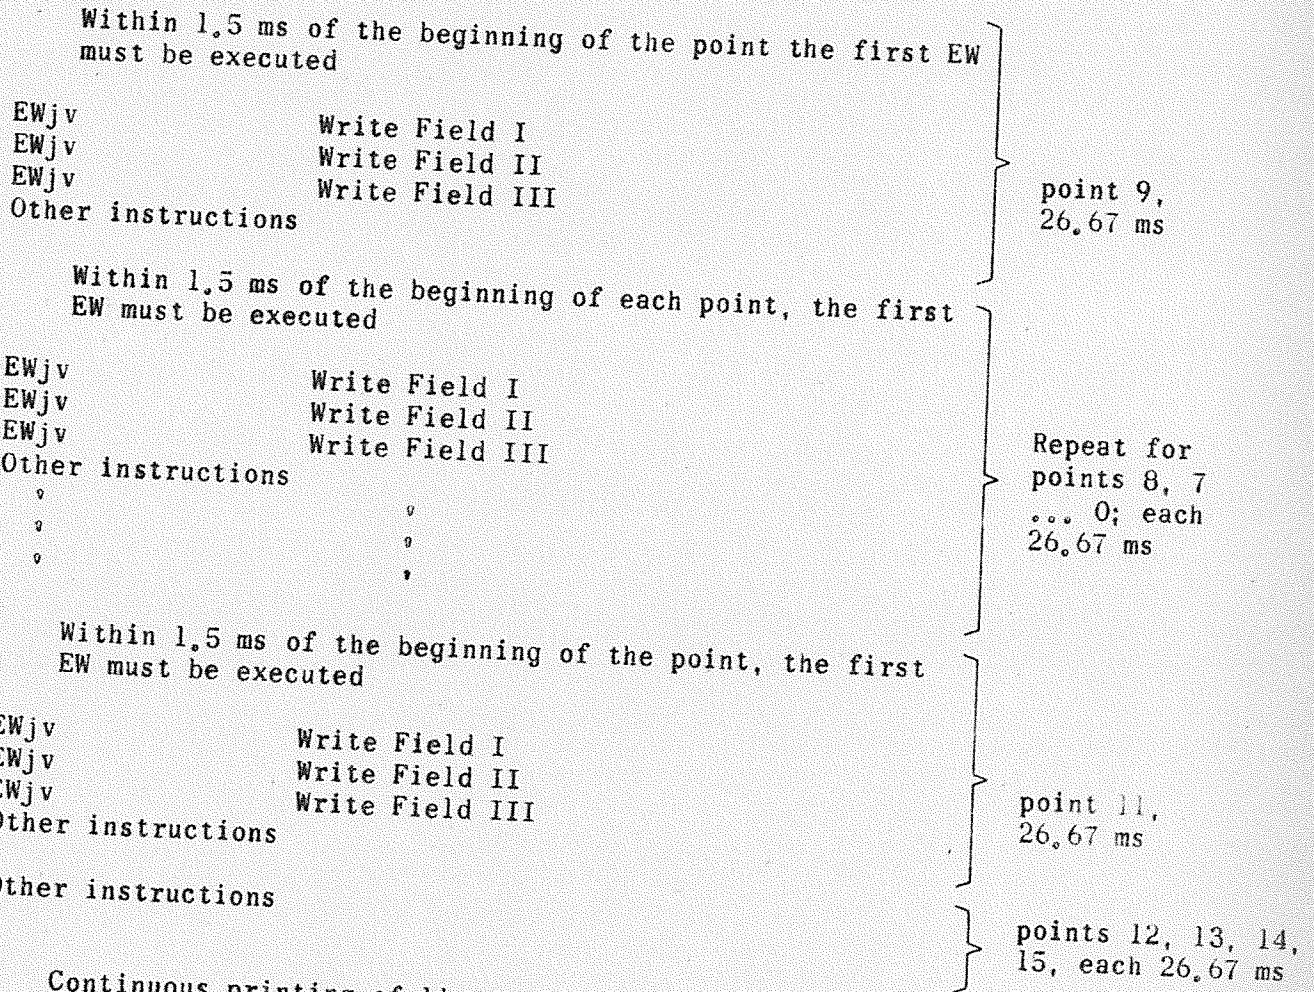 Within 1.5 ms of the beginning of the point the first EW
must be executed
EWjv Write Field I
EWjv Write Field II
EWjv Write Field III
Other instructions
point 9,
26.67 ms
Within 1.5 ms of the beginning of each point, the first
EW must be executed
EWjv Write Field I
EWjv Write Field II
EWjv Write Field III
Other instructions
Repeat for
points 8, 7
... 0; each
26.67 ms
Within 1.5 ms of the beginning of the point, the first
EW must be executed
EWjv Write Field I
EWjv Write Field II
EWjv Write Field III
Other instructions
point 11,
26.67 ms
Other instructions
points 12, 13, 14,
15, each 26.67 ms
Continuous printing of